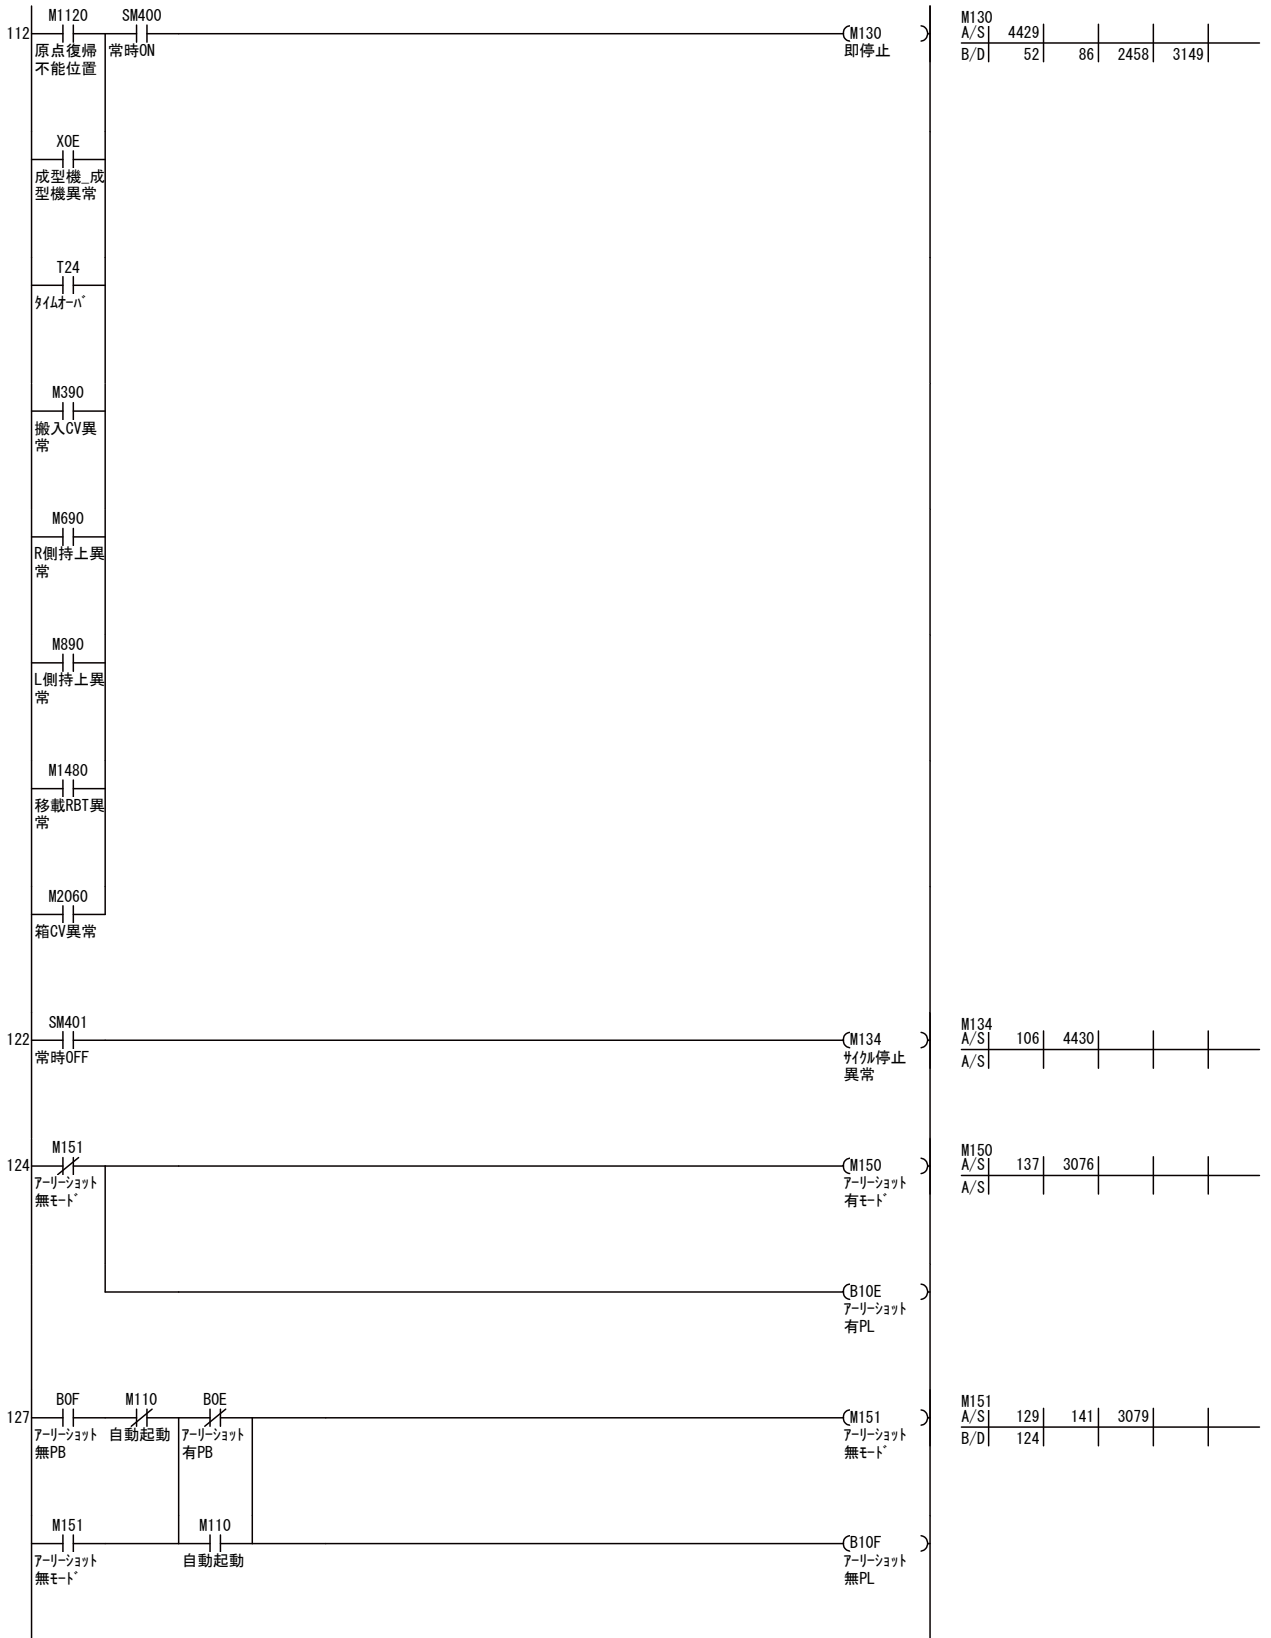 M1120 SM400
112 (M130 )
原点復帰 常時ON 即停止
不能位置
M130
A/S| 4429| | | |
B/D| 52| 86| 2458| 3149|
X0E
成型機_成
型機異常
T24
ﾀｲﾑｵｰﾊﾞ
M390
搬入CV異
常
M690
R側持上異
常
M890
L側持上異
常
M1480
移載RBT異
常
M2060
箱CV異常
SM401
122 (M134 )
常時OFF ｻｲｸﾙ停止
異常
M134
A/S| 106| 4430| | |
A/S| | | | |
M151
124 (M150 )
ｱｰﾘｰｼｮｯﾄ ｱｰﾘｰｼｮｯﾄ
無ﾓｰﾄﾞ 有ﾓｰﾄﾞ
M150
A/S| 137| 3076| | |
A/S| | | | |
(B10E )
ｱｰﾘｰｼｮｯﾄ
有PL
B0F M110 B0E
127 (M151 )
ｱｰﾘｰｼｮｯﾄ 自動起動 ｱｰﾘｰｼｮｯﾄ ｱｰﾘｰｼｮｯﾄ
無PB 有PB 無ﾓｰﾄﾞ
M151
A/S| 129| 141| 3079| |
B/D| 124| | | |
M151 M110
(B10F )
ｱｰﾘｰｼｮｯﾄ 自動起動 ｱｰﾘｰｼｮｯﾄ
無ﾓｰﾄﾞ 無PL